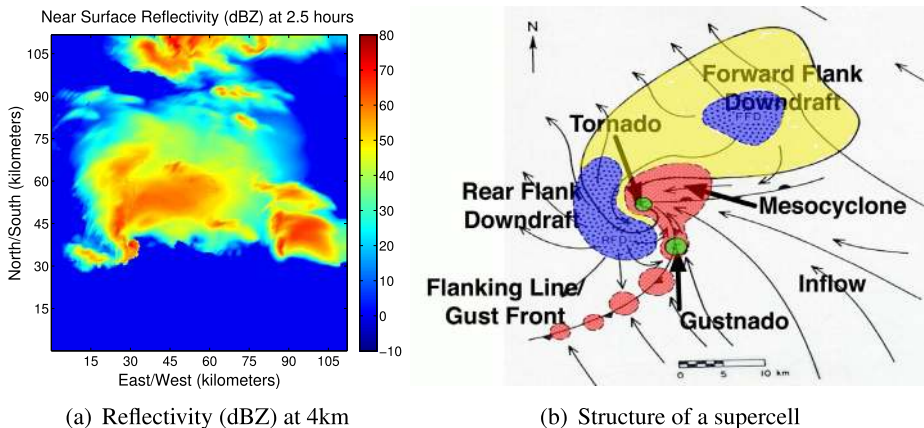 Near Surface Reflectivity (dBZ) at 2.5 hours
North/South (kilometers)
105
90
75
60
45
30
15
15 30 45 60 75 90 105
East/West (kilometers)
80
70
60
50
40
30
20
10
0
−10
(a) Reflectivity (dBZ) at 4km
N
Forward Flank
Downdraft
FFD
Tornado
Rear Flank
Downdraft
RFD
Mesocyclone
Inflow
Flanking Line/
Gust Front
Gustnado
0 5 10 km
(b) Structure of a supercell